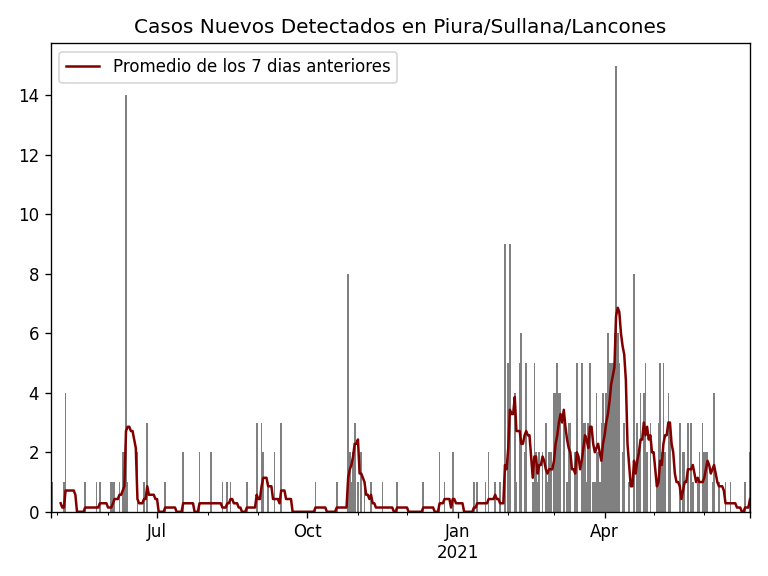 Casos Nuevos Detectados en Piura/Sullana/Lancones
Promedio de los 7 dias anteriores
14
12
10
8
6
4
2
0
Jul
Oct
Jan
Apr
2021